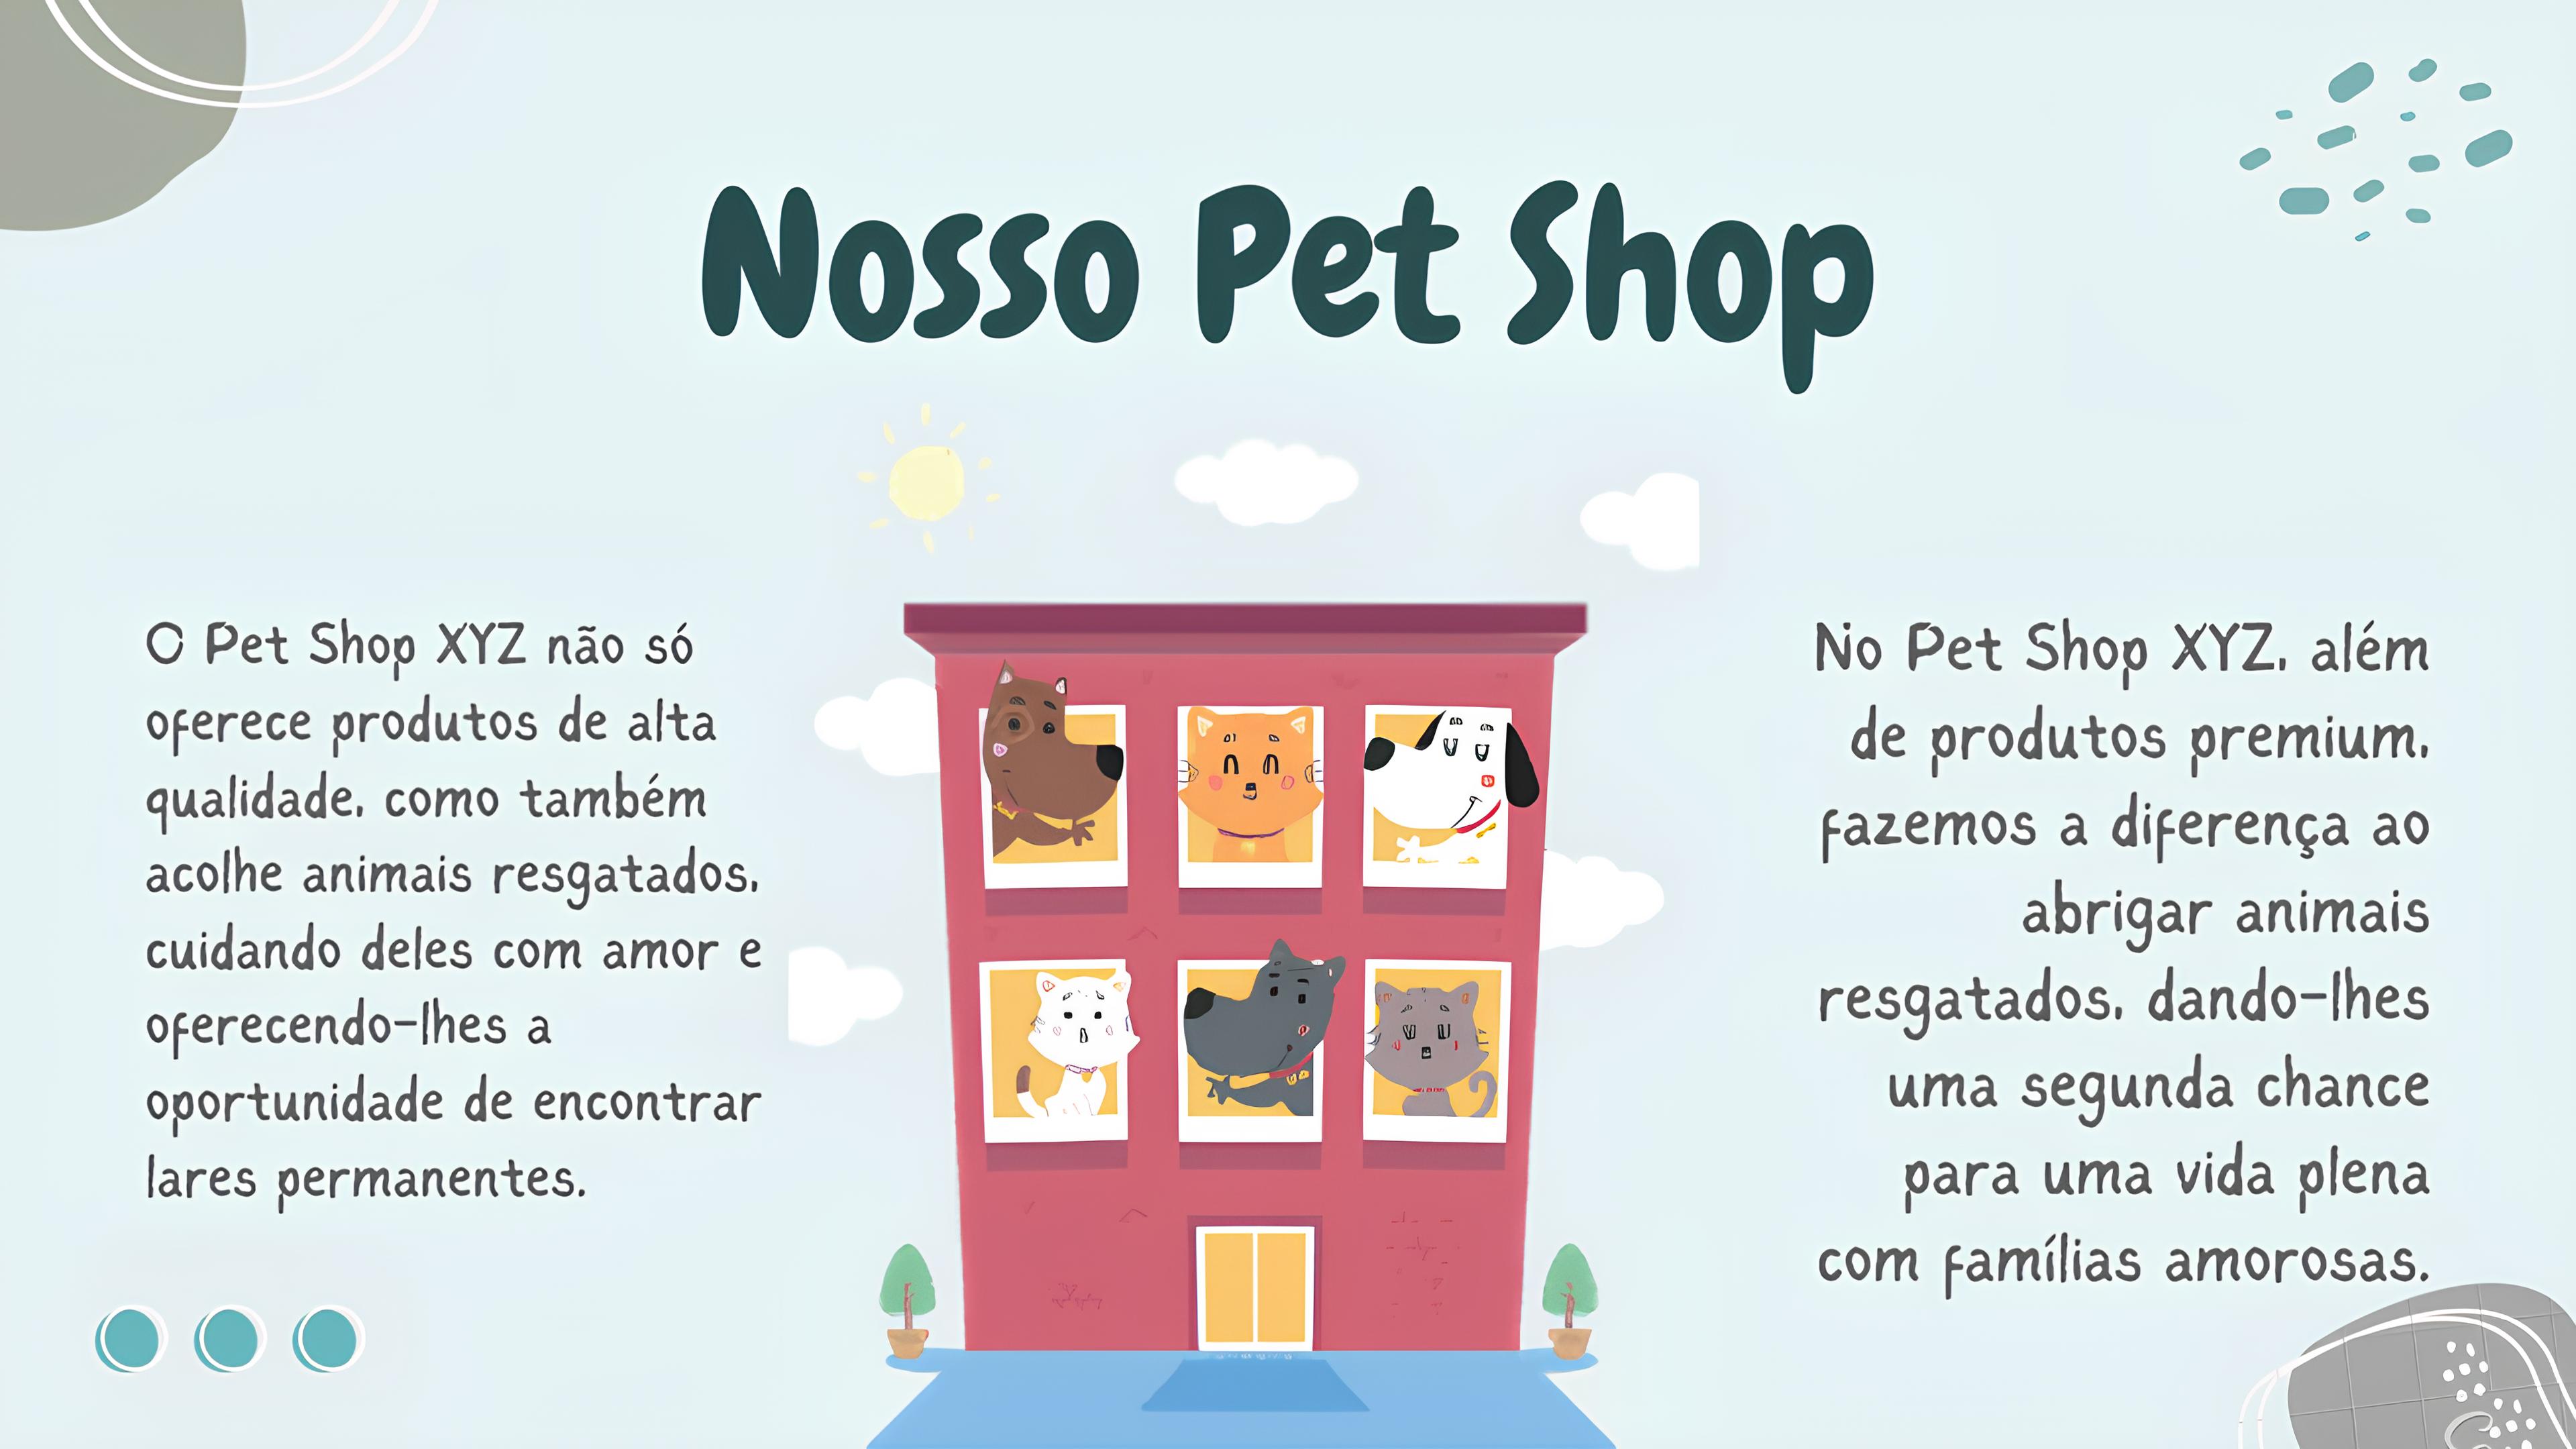 Nosso Pet Shop
O Pet Shop XYZ não só
oferece produtos de alta
qualidade, como também
acolhe animais resgatados,
cuidando deles com amor e
oferecendo-lhes a
oportunidade de encontrar
lares permanentes.
No Pet Shop XYZ, além
de produtos premium,
fazemos a diferença ao
abrigar animais
resgatados, dando-lhes
uma segunda chance
para uma vida plena
com famílias amorosas.